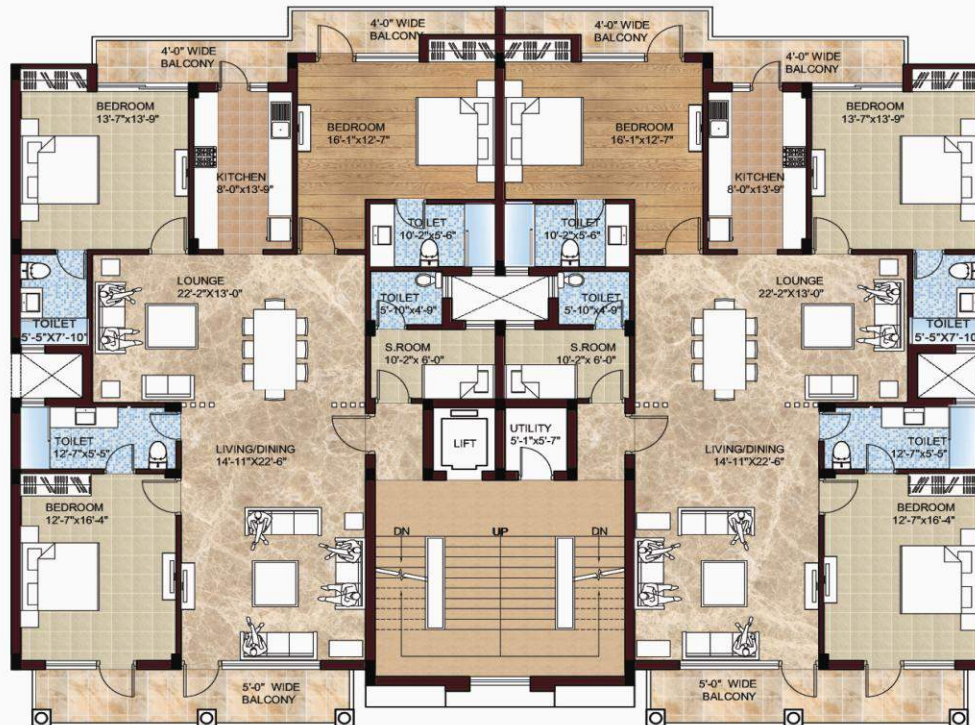 4'-0" WIDE
BALCONY
4'-0" WIDE
BALCONY
4'-0" WIDE
BALCONY
4'-0" WIDE
BALCONY
BEDROOM
13'-7"x13'-9"
BEDROOM
16'-1"x12'-7"
BEDROOM
16'-1"x12'-7"
BEDROOM
13'-7"x13'-9"
KITCHEN
8'-0"x13'-9"
KITCHEN
8'-0"x13'-9"
TOILET
10'-2"x5'-6"
TOILET
10'-2"x5'-6"
LOUNGE
22'-2"X13'-0"
LOUNGE
22'-2"X13'-0"
TOILET
5'-10"x4'-9"
TOILET
5'-10"x4'-9"
TOILET
5'-5"X7'-10"
TOILET
5'-5"X7'-10"
S.ROOM
10'-2"x 6'-0"
S.ROOM
10'-2"x 6'-0"
TOILET
12'-7"x5'-5"
LIVING/DINING
14'-11"X22'-6"
LIFT
UTILITY
5'-1"x5'-7"
LIVING/DINING
14'-11"X22'-6"
TOILET
12'-7"x5'-5"
BEDROOM
12'-7"x16'-4"
BEDROOM
12'-7"x16'-4"
DN
UP
DN
5'-0" WIDE
BALCONY
5'-0" WIDE
BALCONY